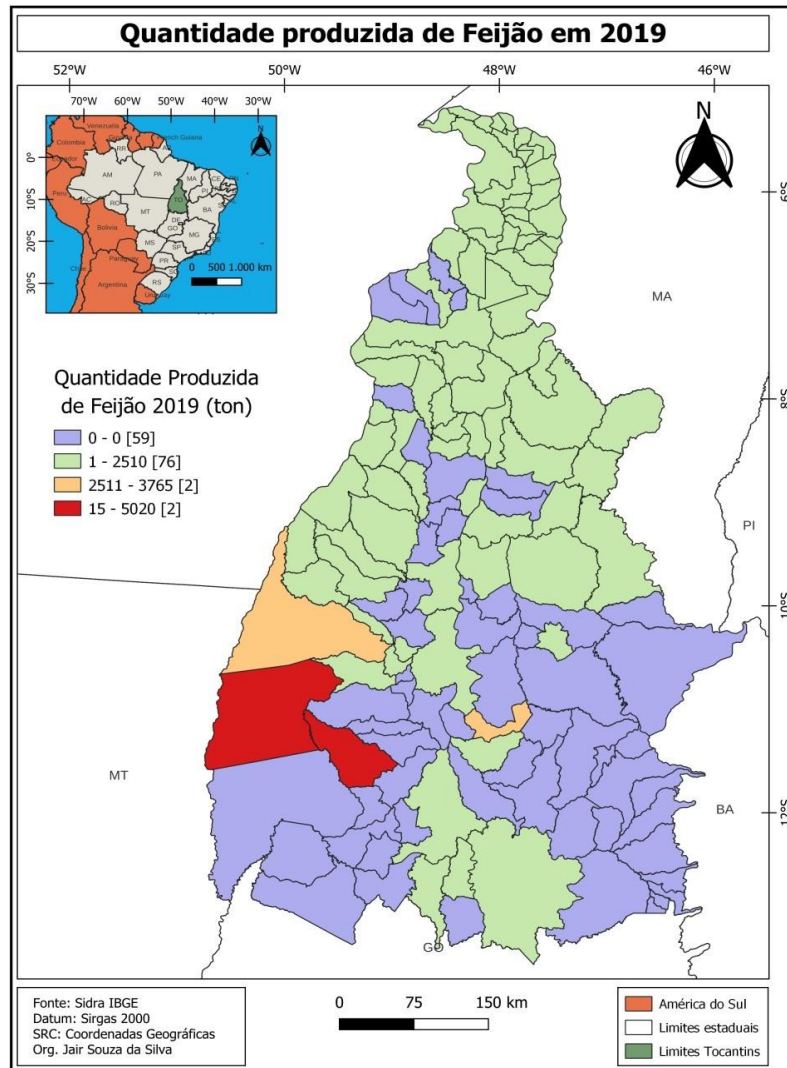 Quantidade produzida de Feijão em 2019
52°W 50°W 48°W 46°W
70°W 60°W 50°W 40°W 30°W
0°
10°S
20°S
30°S
Venezuela
Colombia
French Guiana
RR
AM
PA
MA
CE
PI
Peru
AC
RO
TO
BA
MT
Bolivia
DF
GO
MG
MS
SP
Paraguay
PR
SC
RS
Argentina
Uruguay
0 500 1.000 km
N
6°S
8°S
10°S
12°S
MA
PI
BA
MT
GO
Quantidade Produzida
de Feijão 2019 (ton)
0 - 0 [59]
1 - 2510 [76]
2511 - 3765 [2]
15 - 5020 [2]
Fonte: Sidra IBGE
Datum: Sirgas 2000
SRC: Coordenadas Geográficas
Org. Jair Souza da Silva
0 75 150 km
América do Sul
Limites estaduais
Limites Tocantins